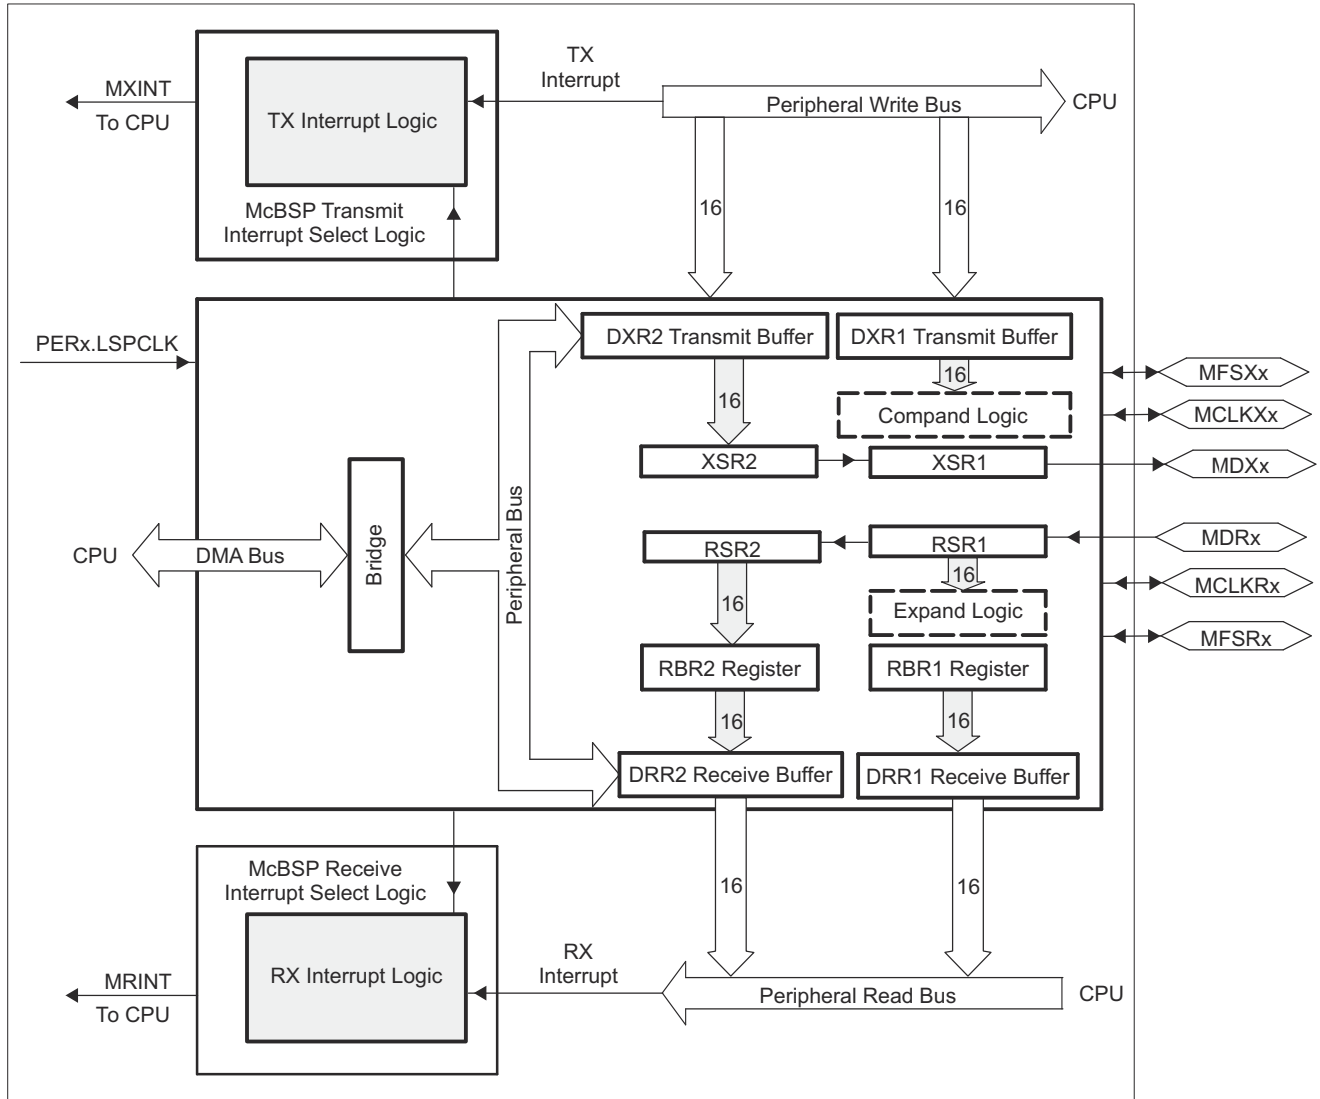 TX
Interrupt
MXINT
To CPU
TX Interrupt Logic
Peripheral Write Bus
CPU
McBSP Transmit
Interrupt Select Logic
16
16
PERx.LSPCLK
DXR2 Transmit Buffer
DXR1 Transmit Buffer
MFSXx
16
16
Compand Logic
MCLKXx
XSR2
XSR1
MDXx
Peripheral Bus
CPU
DMA Bus
Bridge
RSR2
RSR1
MDRx
16
16
Expand Logic
MCLKRx
MFSRx
RBR2 Register
RBR1 Register
16
16
DRR2 Receive Buffer
DRR1 Receive Buffer
McBSP Receive
Interrupt Select Logic
16
16
RX
Interrupt
MRINT
To CPU
RX Interrupt Logic
Peripheral Read Bus
CPU